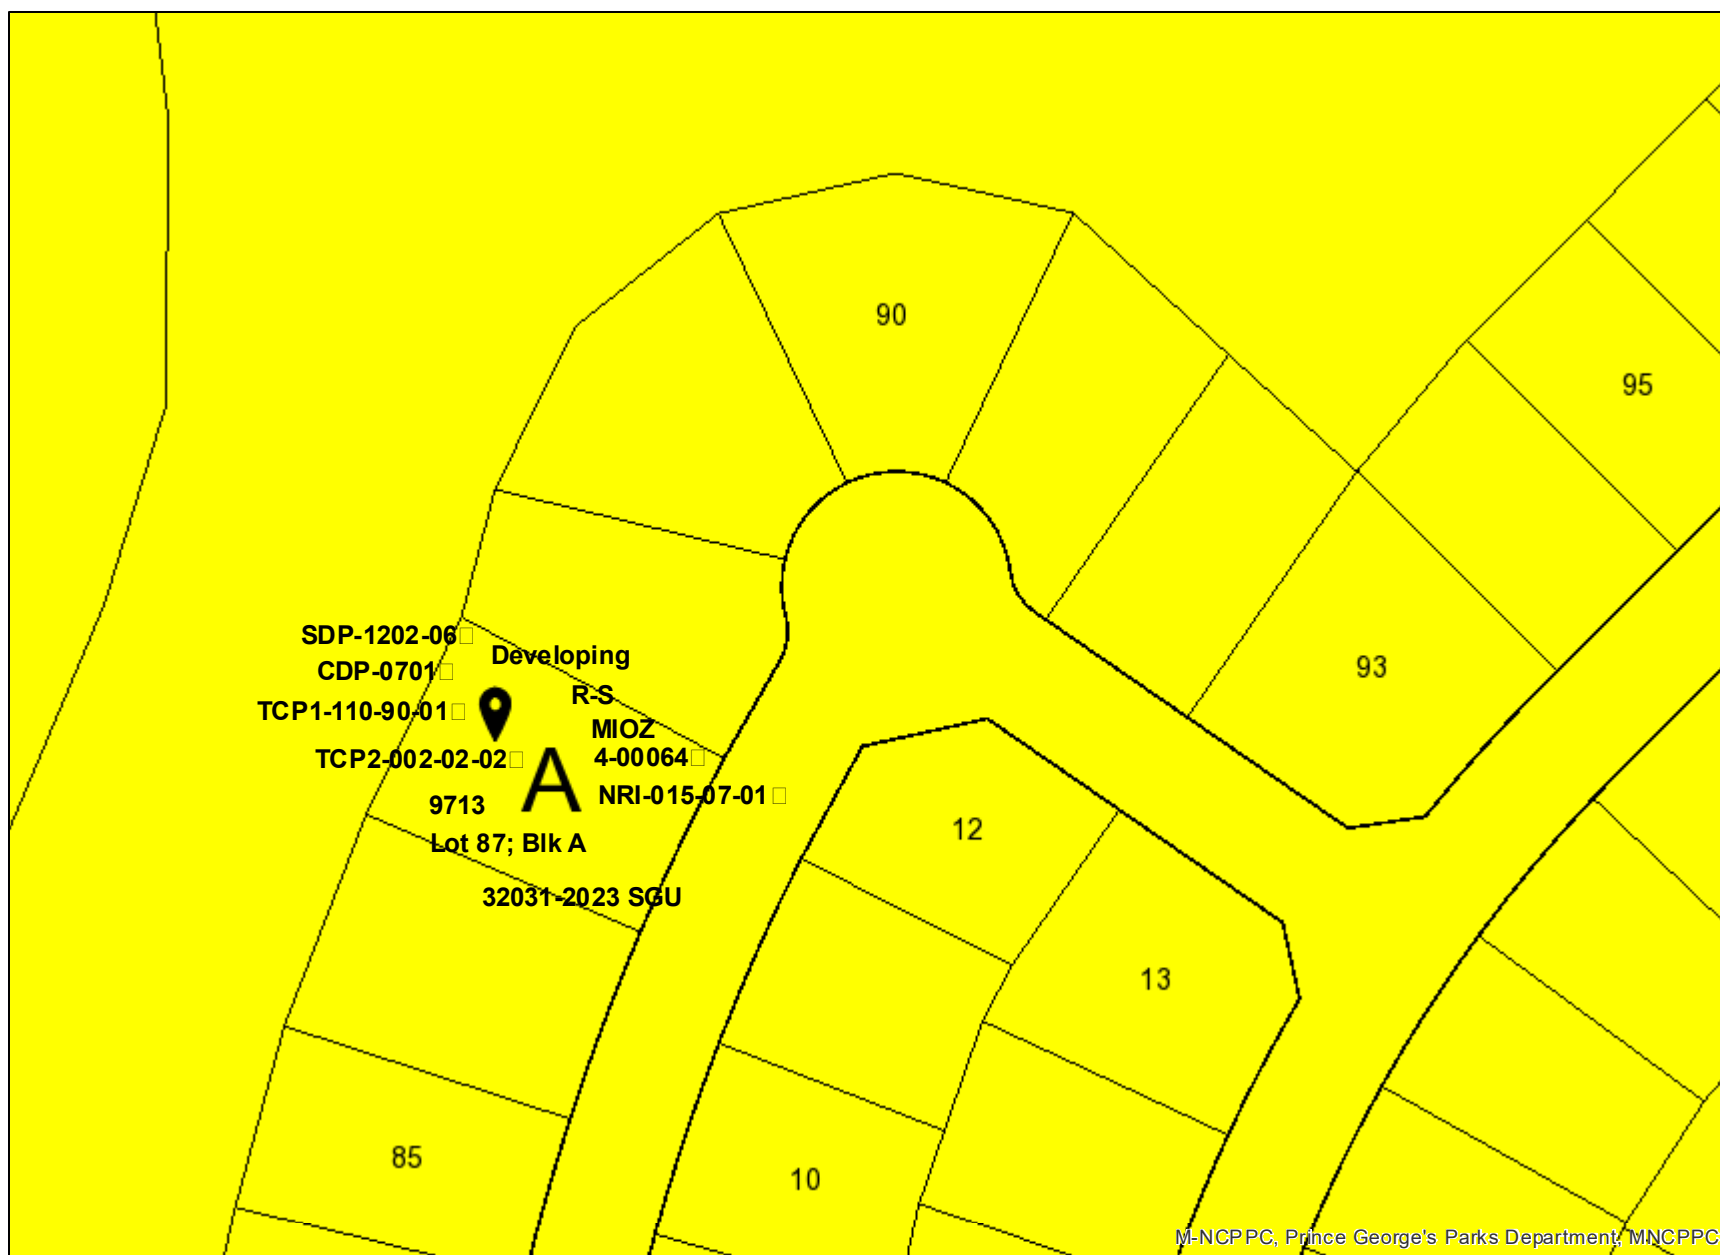 90
95
SDP-1202-06
Developing
CDP-0701
R-S
93
TCP1-110-90-01
MIOZ
TCP2-002-02-02
4-00064
A
NRI-015-07-01
9713
12
Lot 87; Blk A
32031-2023 SGU
13
85
10
M-NCPPC, Prince George's Parks Department, MNCPPC